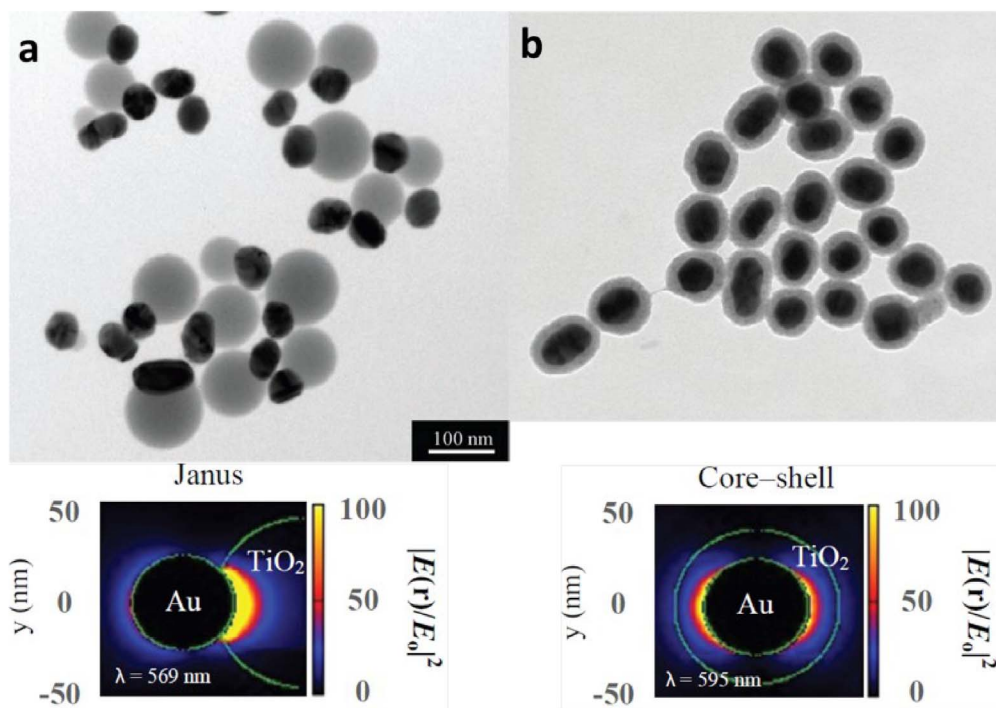 a
b
100 nm
Janus
50
0
-50
y (nm)
Au
TiO₂
λ = 569 nm
100
50
0
|E(r)/E₀|²
Core–shell
50
0
-50
y (nm)
Au
TiO₂
λ = 595 nm
100
50
0
|E(r)/E₀|²